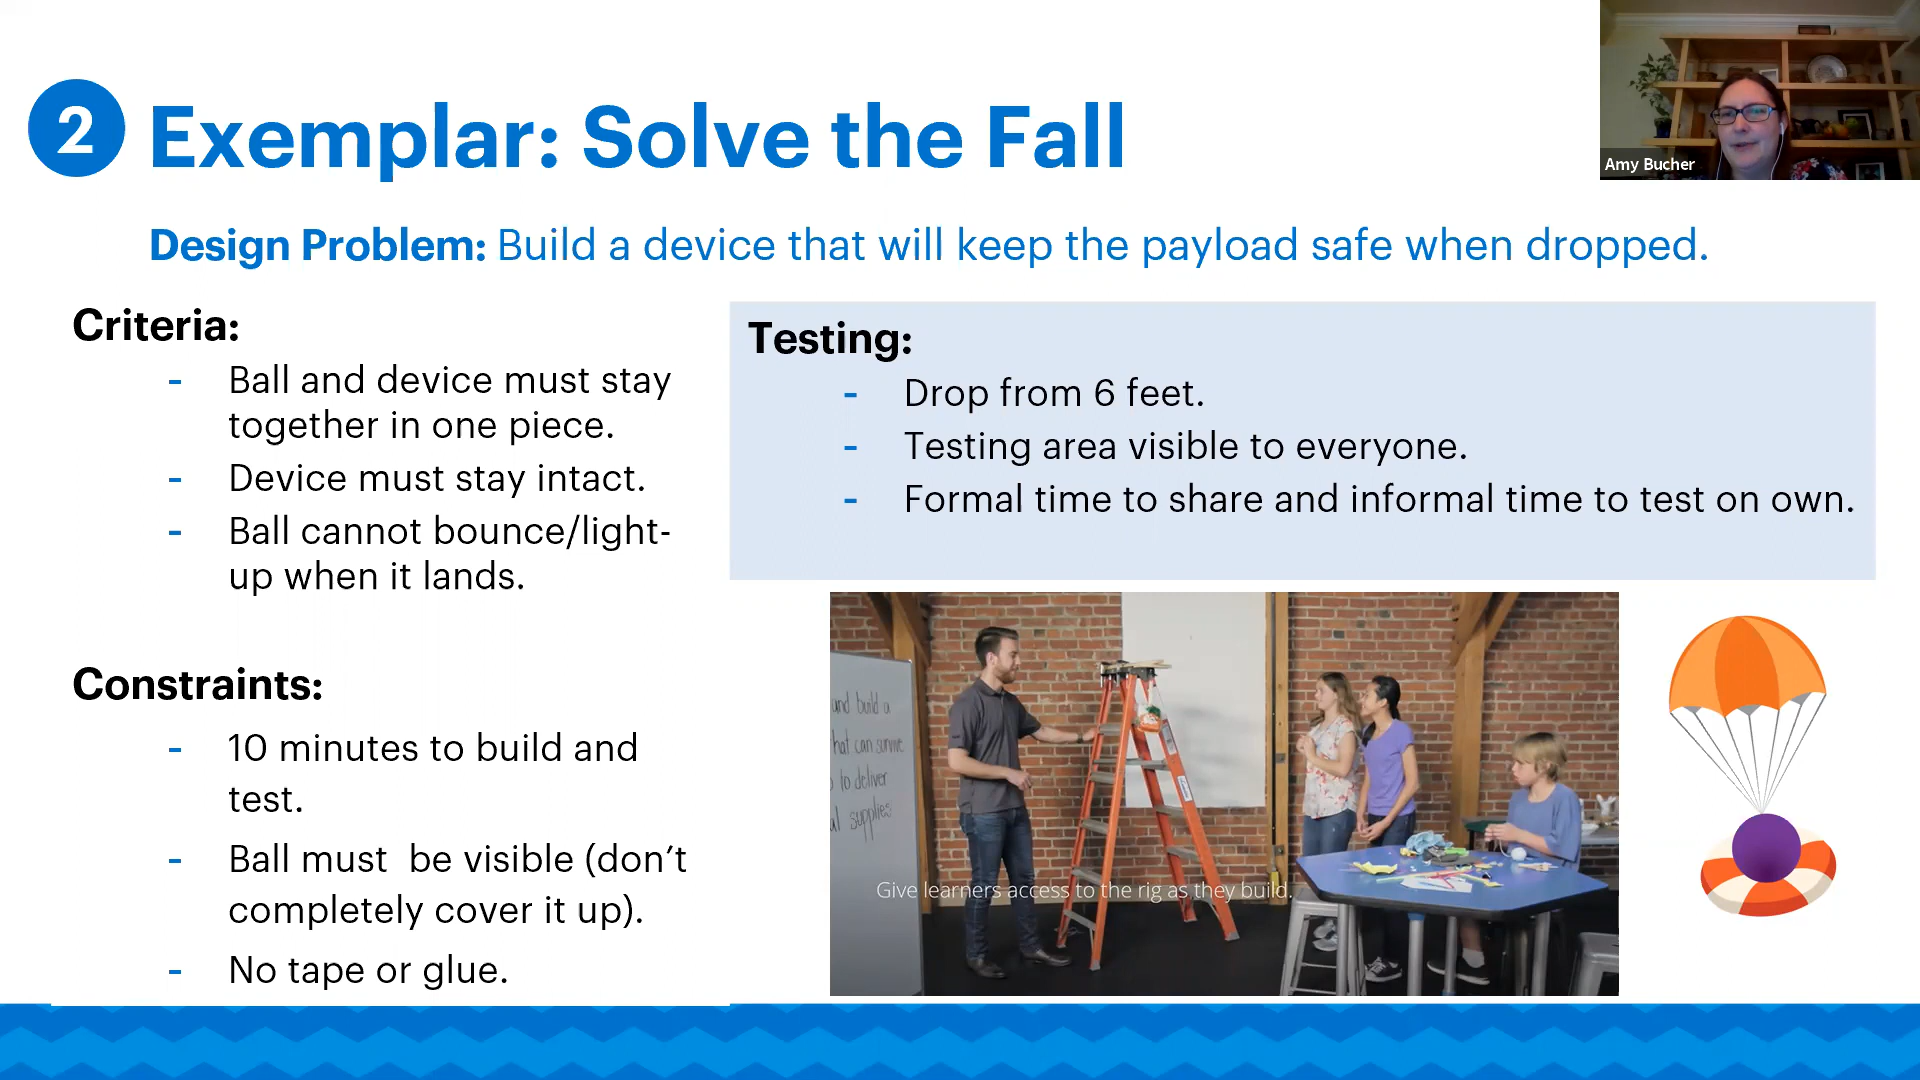 2 Exemplar: Solve the Fall
Amy Bucher
Design Problem: Build a device that will keep the payload safe when dropped.
Criteria:
- Ball and device must stay
together in one piece.
- Device must stay intact.
- Ball cannot bounce/light-
up when it lands.
Constraints:
- 10 minutes to build and
test.
- Ball must  be visible (don’t
completely cover it up).
- No tape or glue.
Testing:
- Drop from 6 feet.
- Testing area visible to everyone.
- Formal time to share and informal time to test on own.
and build a
that can survive
to deliver
supplies
Give learners access to the rig as they build.